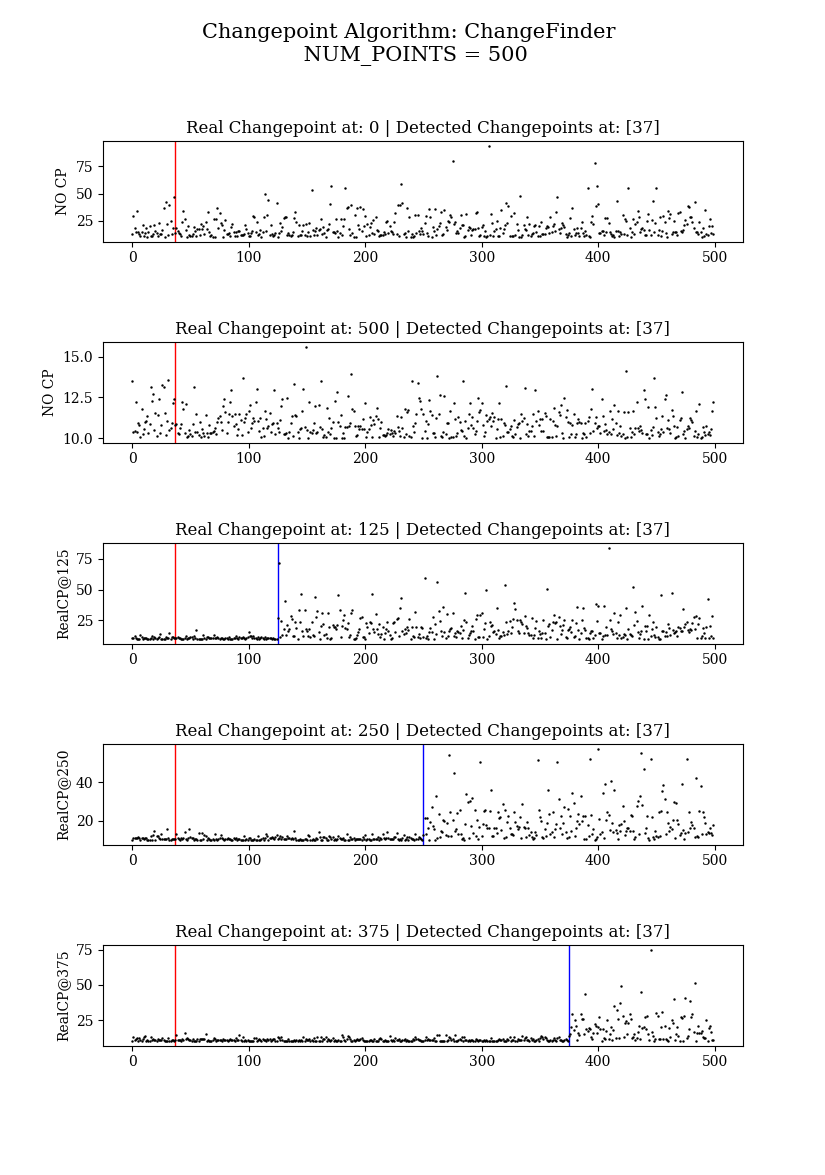 Changepoint Algorithm: ChangeFinder
NUM_POINTS = 500
Real Changepoint at: 0 | Detected Changepoints at: [37]
NO CP
75
50
25
0 100 200 300 400 500
Real Changepoint at: 500 | Detected Changepoints at: [37]
NO CP
15.0
12.5
10.0
0 100 200 300 400 500
Real Changepoint at: 125 | Detected Changepoints at: [37]
RealCP@125
75
50
25
0 100 200 300 400 500
Real Changepoint at: 250 | Detected Changepoints at: [37]
RealCP@250
40
20
0 100 200 300 400 500
Real Changepoint at: 375 | Detected Changepoints at: [37]
RealCP@375
75
50
25
0 100 200 300 400 500